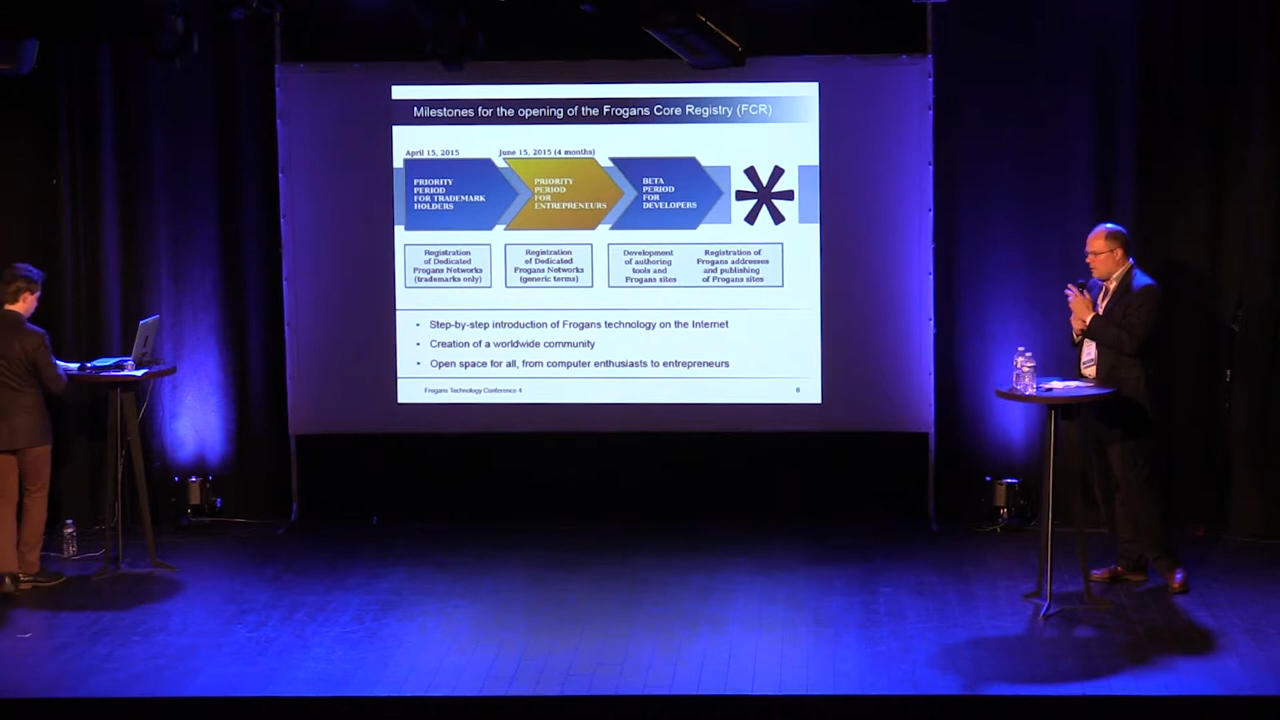 Milestones for the opening of the Frogans Core Registry (FCR)
April 15, 2015
June 15, 2015 (4 months)
PRIORITY
PERIOD
FOR TRADEMARK
HOLDERS
PRIORITY
PERIOD
FOR
ENTREPRENEURS
BETA
PERIOD
FOR
DEVELOPERS
Registration
of Dedicated
Frogans Networks
(trademarks only)
Registration
of Dedicated
Frogans Networks
(generic terms)
Development
of authoring
tools and
Frogans sites
Registration of
Frogans addresses
and publishing
of Frogans sites
• Step-by-step introduction of Frogans technology on the Internet
• Creation of a worldwide community
• Open space for all, from computer enthusiasts to entrepreneurs
Frogans Technology Conference 4